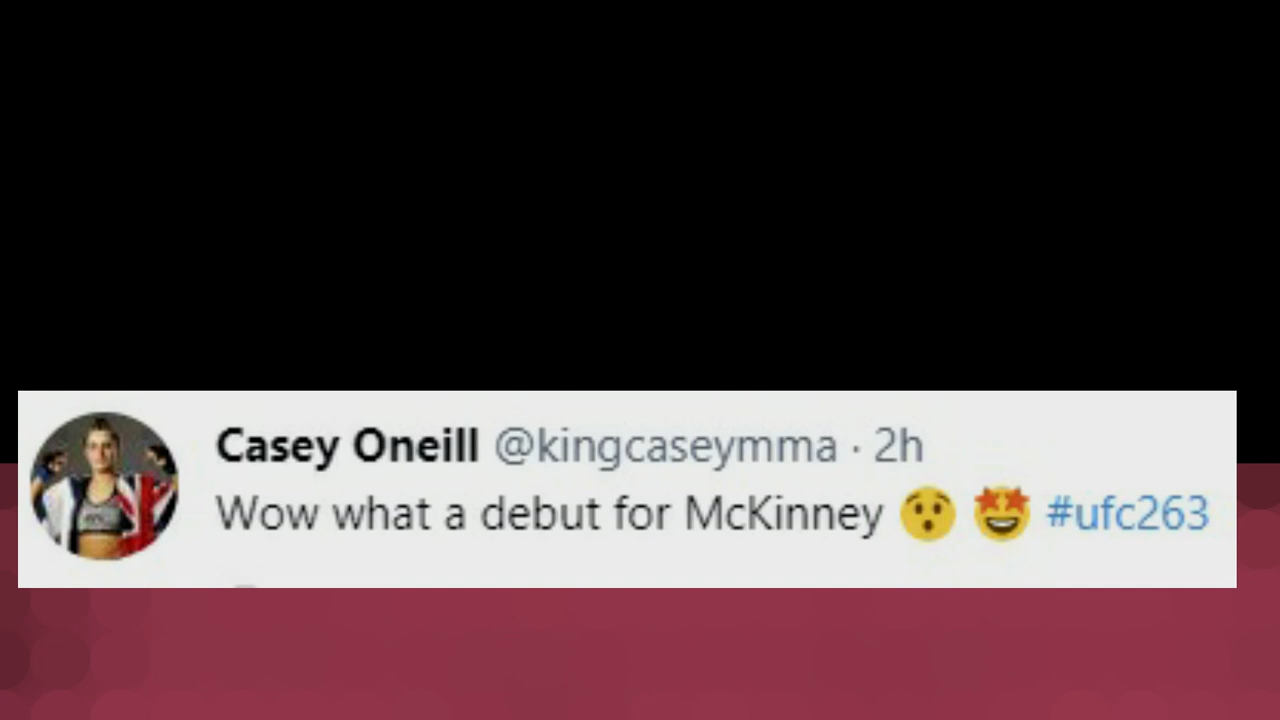 Casey Oneill @kingcaseymma · 2h
Wow what a debut for McKinney 😯 🤩 #ufc263